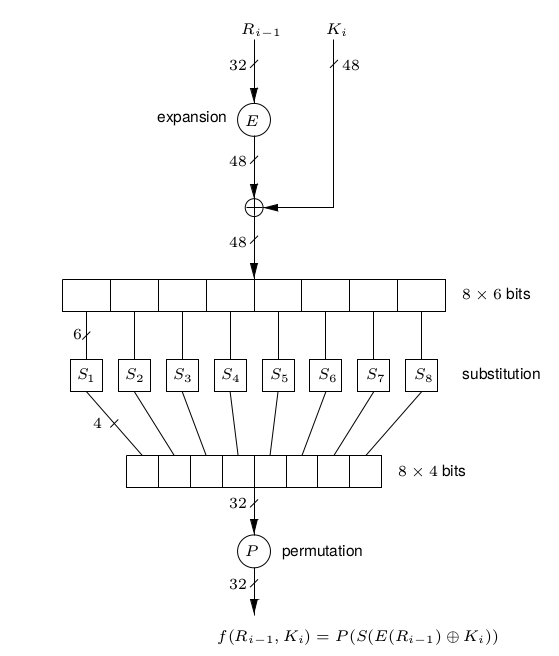 R_{i−1} K_i
32 48
expansion E
48
48
8 × 6 bits
6
S_1 S_2 S_3 S_4 S_5 S_6 S_7 S_8 substitution
4
8 × 4 bits
32
P permutation
32
f(R_{i−1}, K_i) = P(S(E(R_{i−1}) ⊕ K_i))